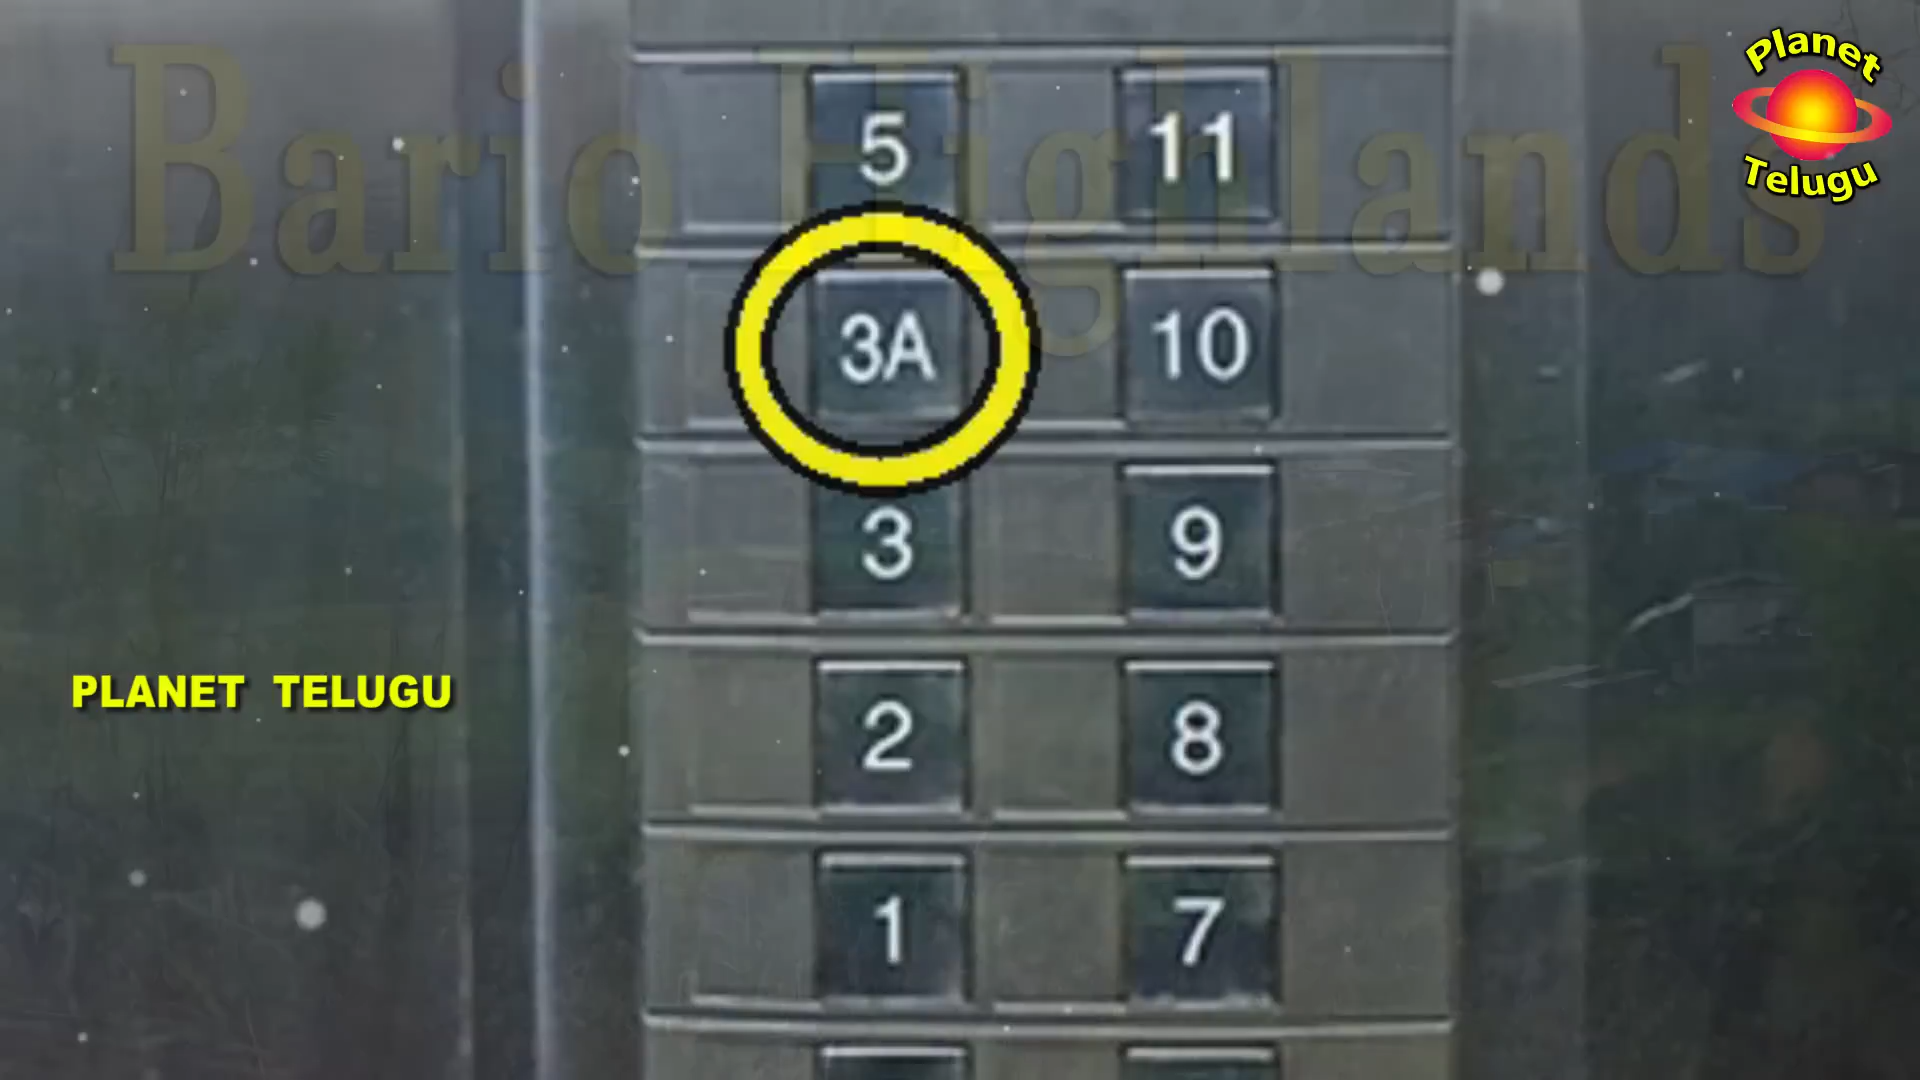 Bario Highlands
Planet
Telugu
5 11
3A 10
3 9
2 8
PLANET TELUGU
1 7